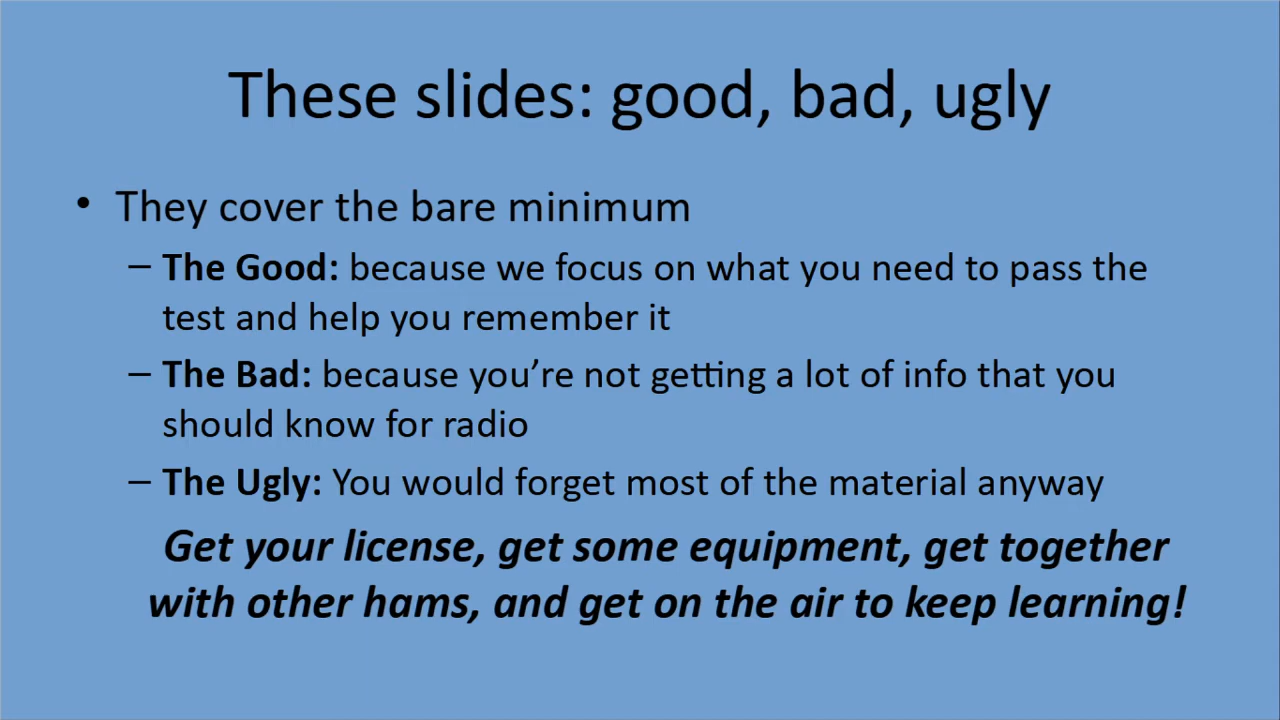 These slides: good, bad, ugly
• They cover the bare minimum
– The Good: because we focus on what you need to pass the
test and help you remember it
– The Bad: because you’re not getting a lot of info that you
should know for radio
– The Ugly: You would forget most of the material anyway
Get your license, get some equipment, get together
with other hams, and get on the air to keep learning!